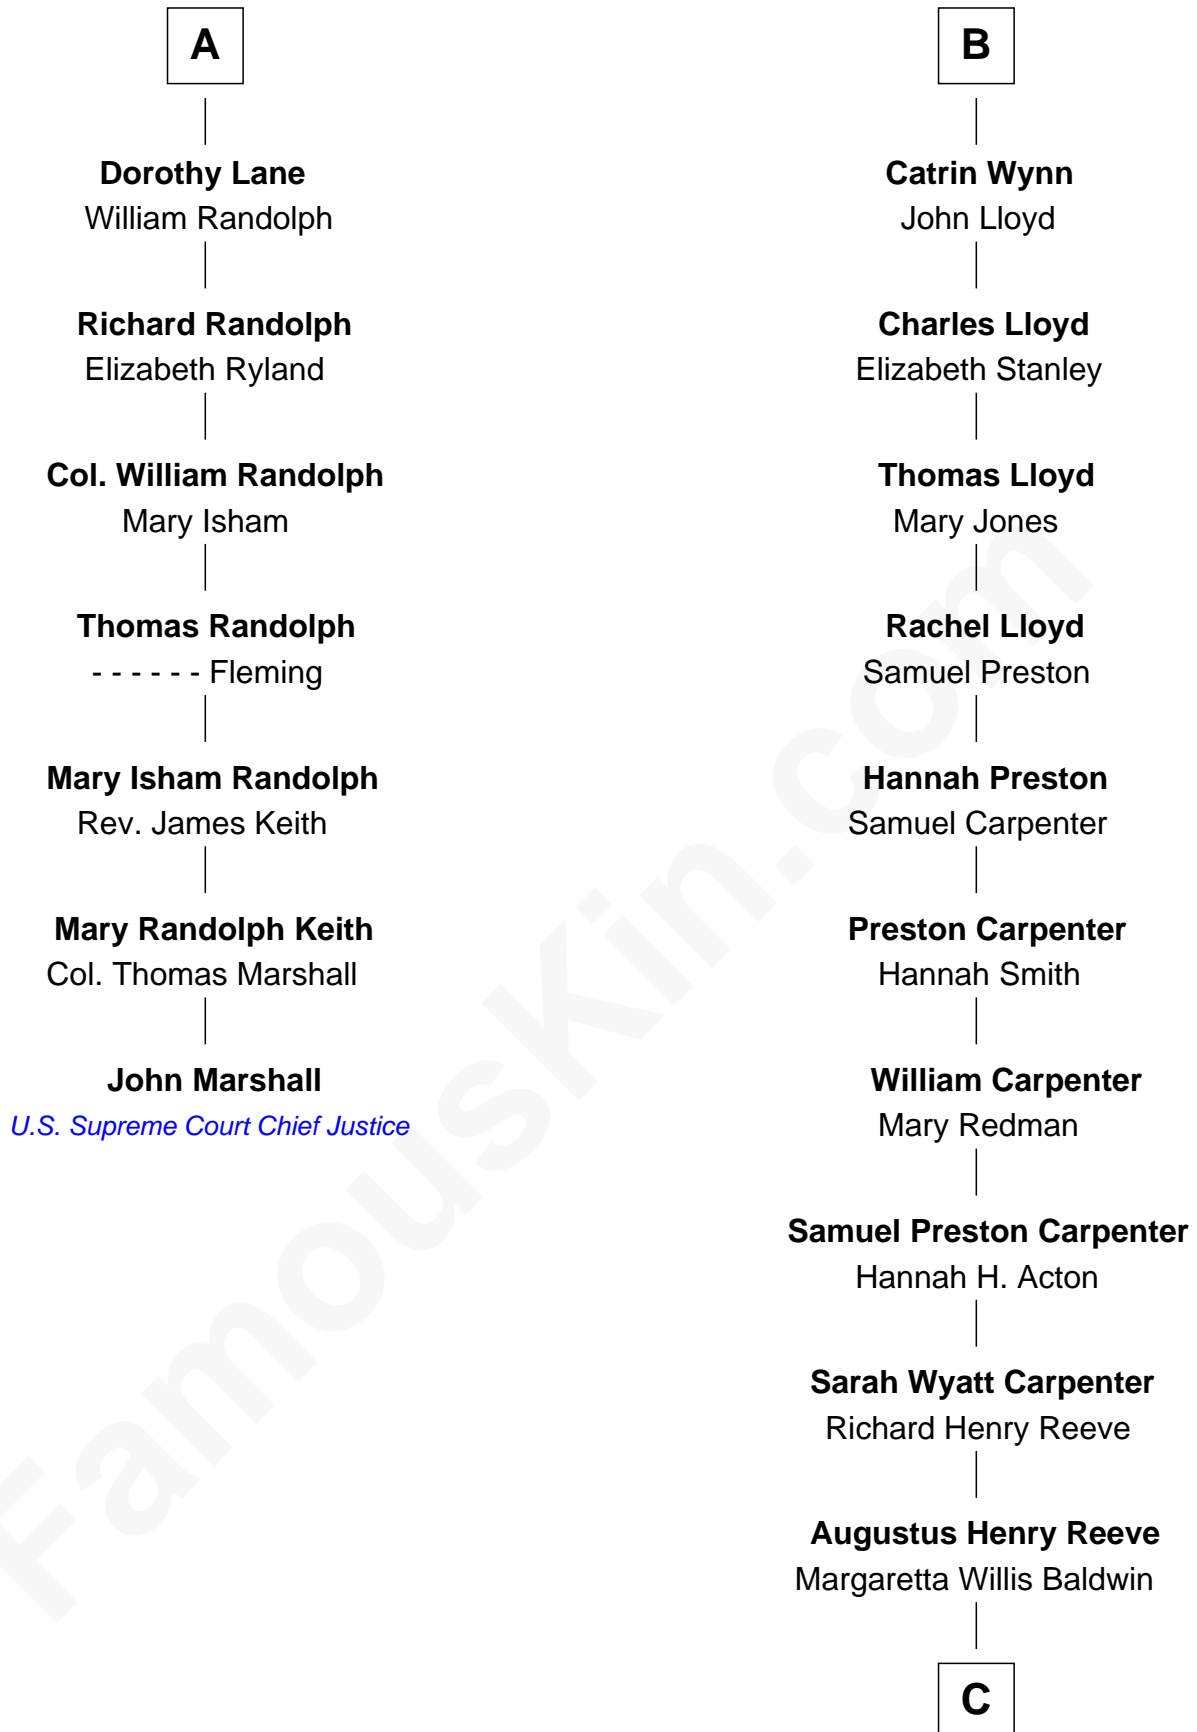 A
Dorothy Lane
William Randolph
Richard Randolph
Elizabeth Ryland
Col. William Randolph
Mary Isham
Thomas Randolph
- - - - - - Fleming
Mary Isham Randolph
Rev. James Keith
Mary Randolph Keith
Col. Thomas Marshall
John Marshall
U.S. Supreme Court Chief Justice
B
Catrin Wynn
John Lloyd
Charles Lloyd
Elizabeth Stanley
Thomas Lloyd
Mary Jones
Rachel Lloyd
Samuel Preston
Hannah Preston
Samuel Carpenter
Preston Carpenter
Hannah Smith
William Carpenter
Mary Redman
Samuel Preston Carpenter
Hannah H. Acton
Sarah Wyatt Carpenter
Richard Henry Reeve
Augustus Henry Reeve
Margaretta Willis Baldwin
C
FamousKin.com